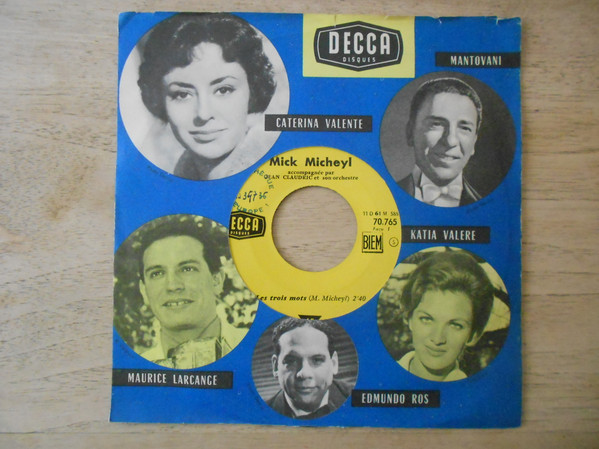 DECCA
DISQUES
MANTOVANI
CATERINA VALENTE
Mick Micheyl
accompagnée par
JEAN CLAUDRIC et son orchestre
70.765
BIEM
DECCA
DISQUES
KATIA VALERE
Les trois mots (M. Micheyl) 2'40
MAURICE LARCANGE
EDMUNDO ROS